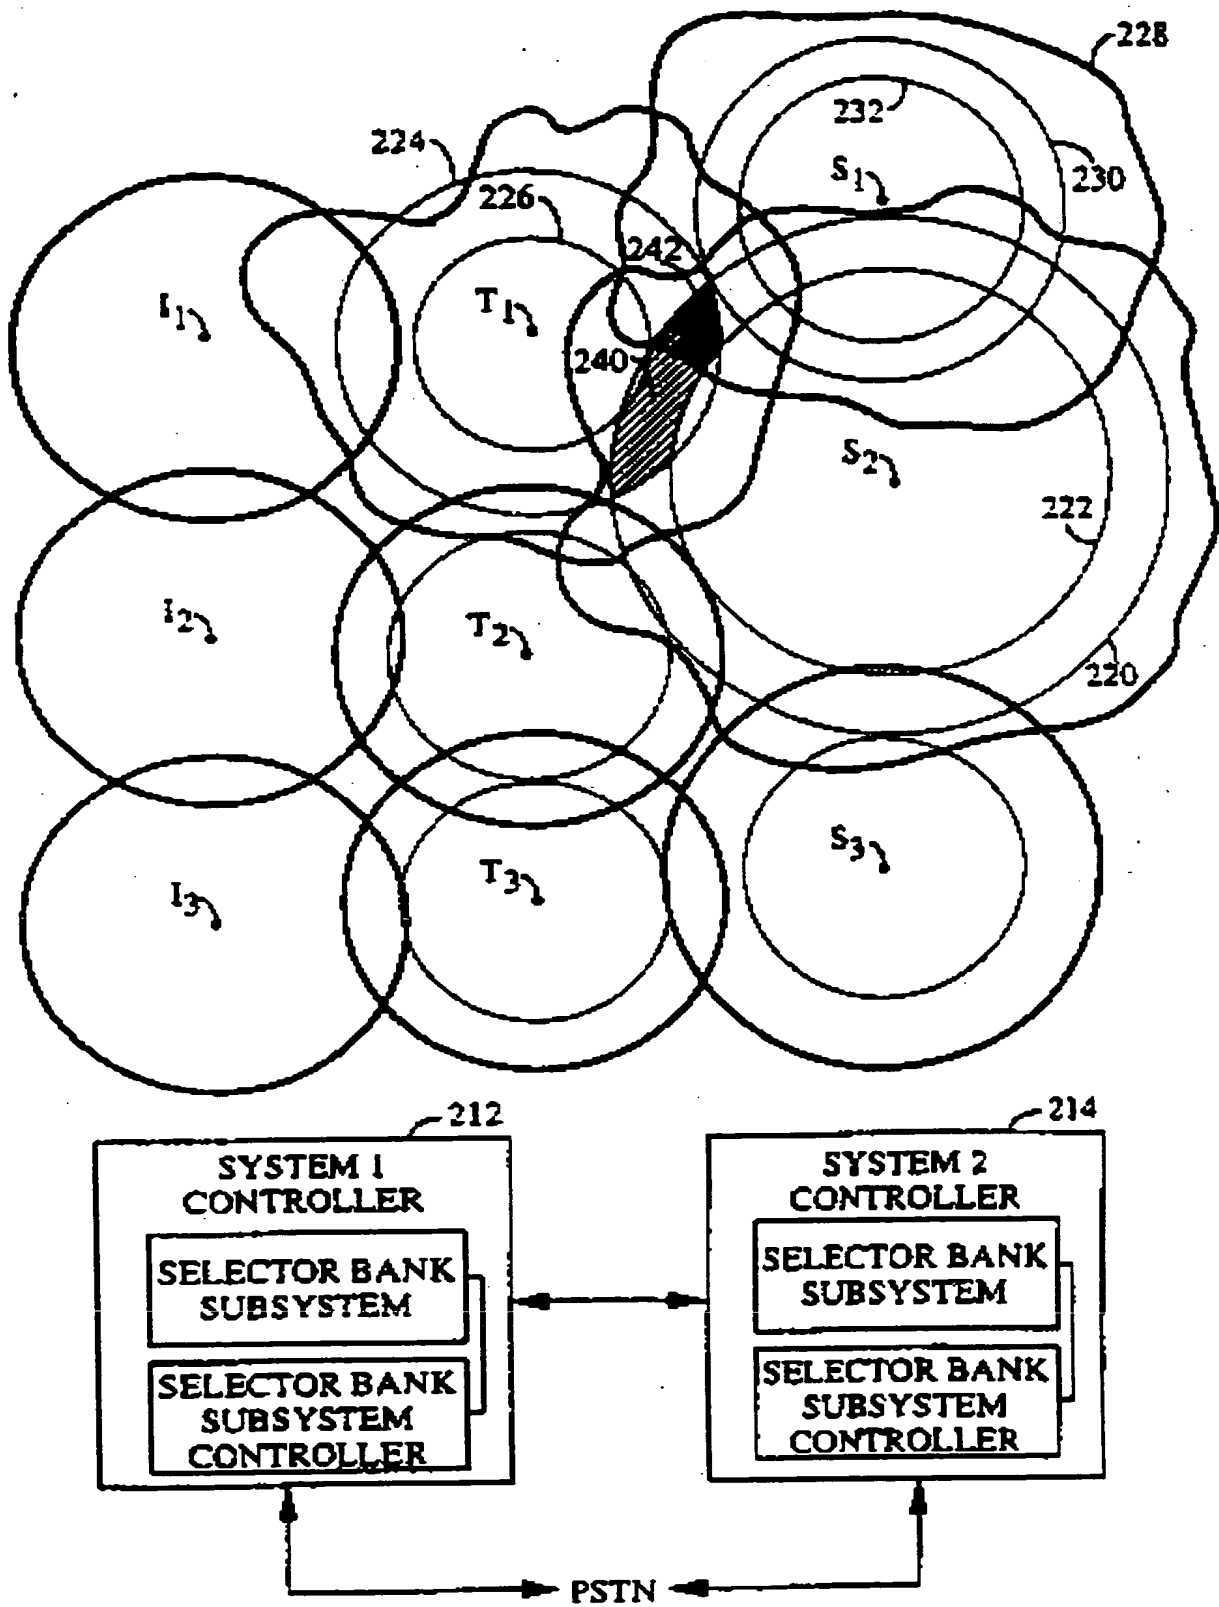 228
232
224
S1
230
226
242
I1
T1
240
S2
222
I2
T2
220
S3
T3
I3
212
214
SYSTEM 1
CONTROLLER
SELECTOR BANK
SUBSYSTEM
SELECTOR BANK
SUBSYSTEM
CONTROLLER
SYSTEM 2
CONTROLLER
SELECTOR BANK
SUBSYSTEM
SELECTOR BANK
SUBSYSTEM
CONTROLLER
PSTN